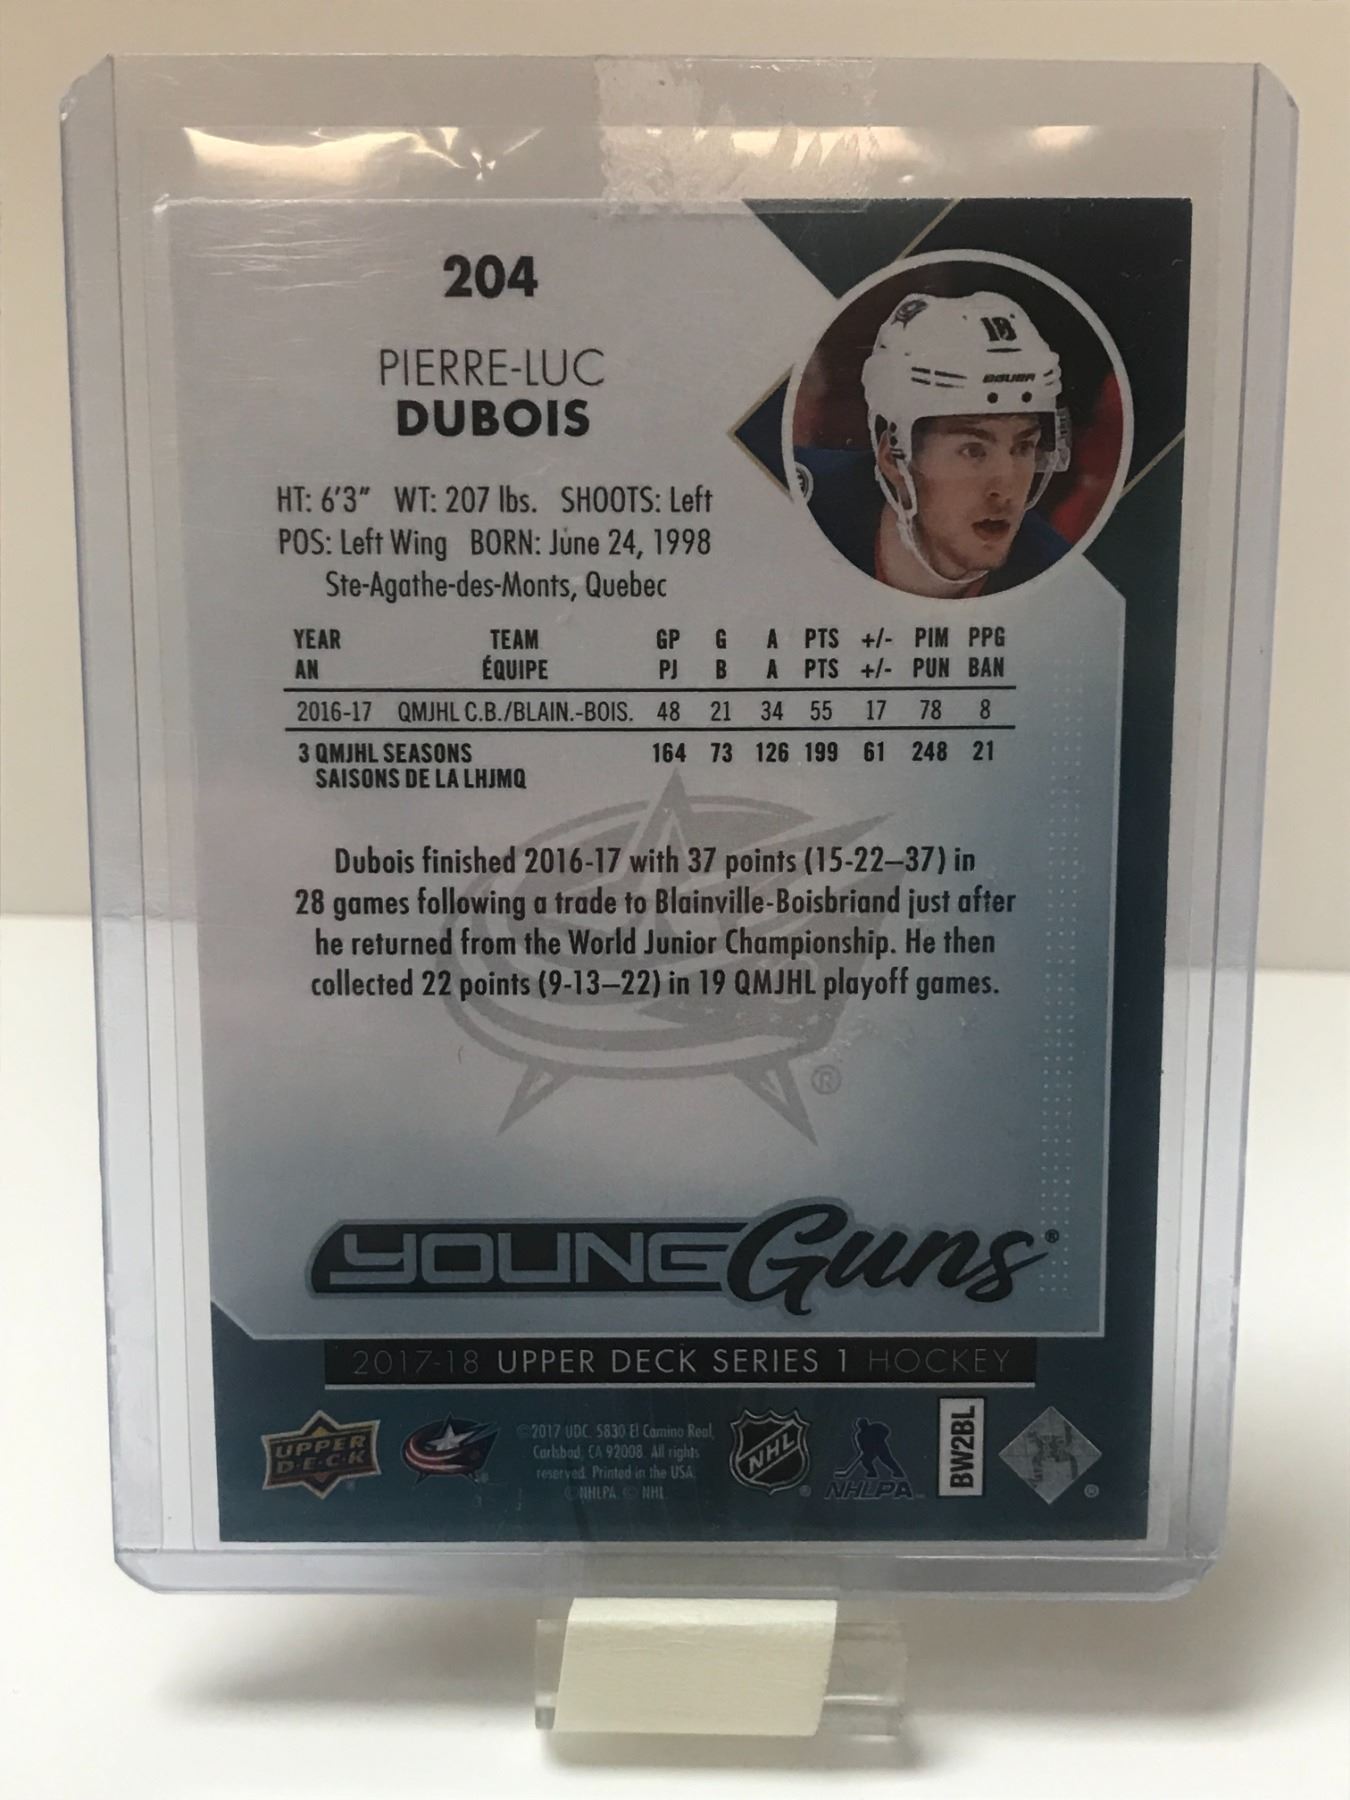 204
PIERRE-LUC
DUBOIS
18
BAUER
HT: 6'3" WT: 207 lbs. SHOOTS: Left
POS: Left Wing BORN: June 24, 1998
Ste-Agathe-des-Monts, Quebec
YEAR TEAM GP G A PTS +/- PIM PPG
AN ÉQUIPE PJ B A PTS +/- PUN BAN
2016-17 QMJHL C.B./BLAIN.-BOIS. 48 21 34 55 17 78 8
3 QMJHL SEASONS 164 73 126 199 61 248 21
SAISONS DE LA LHJMQ
Dubois finished 2016-17 with 37 points (15-22–37) in
28 games following a trade to Blainville-Boisbriand just after
he returned from the World Junior Championship. He then
collected 22 points (9-13–22) in 19 QMJHL playoff games.
®
YOUNG Guns®
2017-18 UPPER DECK SERIES 1 HOCKEY
UPPER
D·E·C·K
©2017 UDC. 5830 El Camino Real,
Carlsbad, CA 92008. All rights
reserved. Printed in the USA.
©NHLPA. © NHL.
NHL
NHLPA
BW2BL